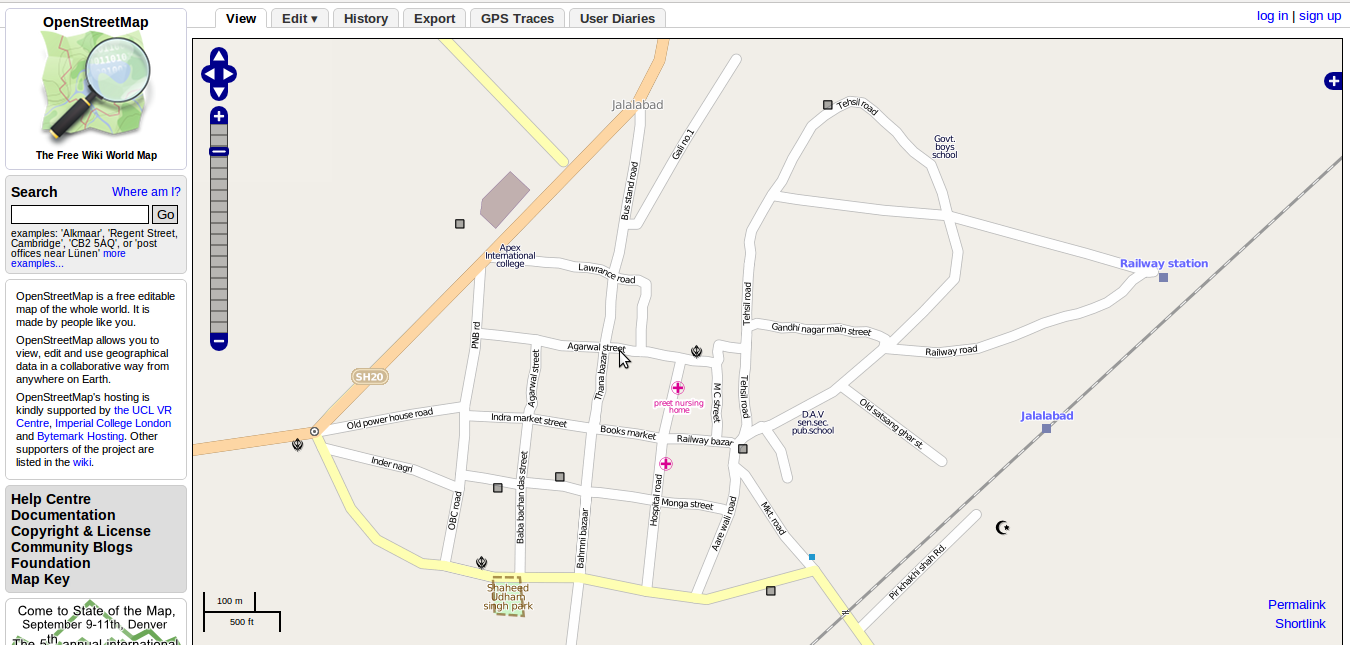 OpenStreetMap
The Free Wiki World Map
Search
Where am I?
Go
examples: 'Alkmaar', 'Regent Street,
Cambridge', 'CB2 5AQ', or 'post
offices near Lünen' more
examples...
OpenStreetMap is a free editable
map of the whole world. It is
made by people like you.
OpenStreetMap allows you to
view, edit and use geographical
data in a collaborative way from
anywhere on Earth.
OpenStreetMap's hosting is
kindly supported by the UCL VR
Centre, Imperial College London
and Bytemark Hosting. Other
supporters of the project are
listed in the wiki.
Help Centre
Documentation
Copyright & License
Community Blogs
Foundation
Map Key
Come to State of the Map,
September 9-11th, Denver
th
The 5 annual international
View
Edit ▾
History
Export
GPS Traces
User Diaries
log in | sign up
Jalalabad
Tehsil road
Gali no.1
Govt.
boys
school
Bus stand road
Apex
International
college
Lawrance road
Railway station
Tehsil road
PNB rd
Gandhi nagar main street
Agarwal street
Railway road
Thana bazar
Agarwal street
SH20
preet nursing
home
M C street
Tehsil road
Old power house road
Indra market street
Books market
Railway bazar
D.A.V
sen.sec.
pub.school
Old satsang ghar st.
Jalalabad
Inder nagri
OBC road
Baba bachan das street
Bahmni bazaar
Hospital road
Monga street
Aare wali road
Mkt. road
Pir khakhi shah Rd.
Shaheed
Udham
singh park
100 m
500 ft
Permalink
Shortlink